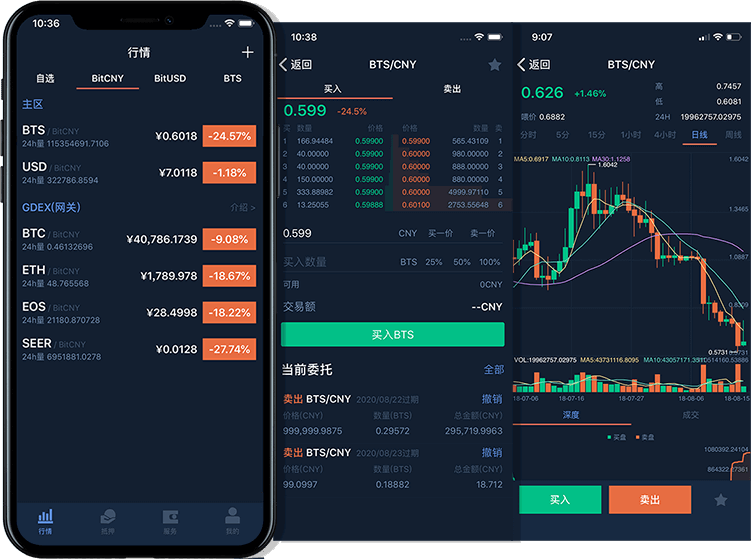 10:36
行情
自选 BitCNY BitUSD BTS
主区
BTS / BitCNY ¥0.6018 -24.57%
24h量 115354691.7106
USD / BitCNY ¥7.0118 -1.18%
24h量 322786.8594
GDEX(网关) 介绍 >
BTC / BitCNY ¥40,786.1739 -9.08%
24h量 0.46132696
ETH / BitCNY ¥1,789.978 -18.67%
24h量 48.765568
EOS / BitCNY ¥28.4998 -18.22%
24h量 21180.870728
SEER / BitCNY ¥0.0128 -27.74%
24h量 6951881.0278
行情 抵押 服务 我的
10:38
返回 BTS/CNY
买入 卖出
0.599 -24.5%
买 数量 价格 价格 数量 卖
1 166.94484 0.59900 0.59900 565.43109 1
2 40.00000 0.59900 0.60000 980.00000 2
3 40.00000 0.59900 0.60000 888.00000 3
4 150.00000 0.59900 0.60000 880.00000 4
5 333.88982 0.59900 0.60000 4999.97110 5
6 13.25055 0.59888 0.60100 2753.55648 6
0.599 CNY 买一价 卖一价
买入数量 BTS 25% 50% 100%
可用 0CNY
交易额 --CNY
买入BTS
当前委托 全部
卖出 BTS/CNY 2020/08/22过期 撤销
价格(CNY) 数量(BTS) 总金额(CNY)
999,999.9875 0.29572 295,719.9963
卖出 BTS/CNY 2020/08/23过期 撤销
价格(CNY) 数量(BTS) 总金额(CNY)
99.0997 0.18882 18.712
9:07
返回 BTS/CNY
0.626 +1.46% 高 0.7457
低 0.6081
喂价 0.6882 24H 19962757.02975
分时 5分 15分 1小时 4小时 日线 周线
MA5:0.6917 MA10:0.8113 MA30:1.1258
1.6042
1.6431
1.4654
1.3265
1.0887
0.8309
0.5731
VOL:19962757.02975 MA5:43731116.8095 MA10:43057171.35
18-07-06 18-07-16 18-07-27 18-08-06 18-08-15
深度 成交
买盘 卖盘
1080392.24104
864322.27361
买入 卖出